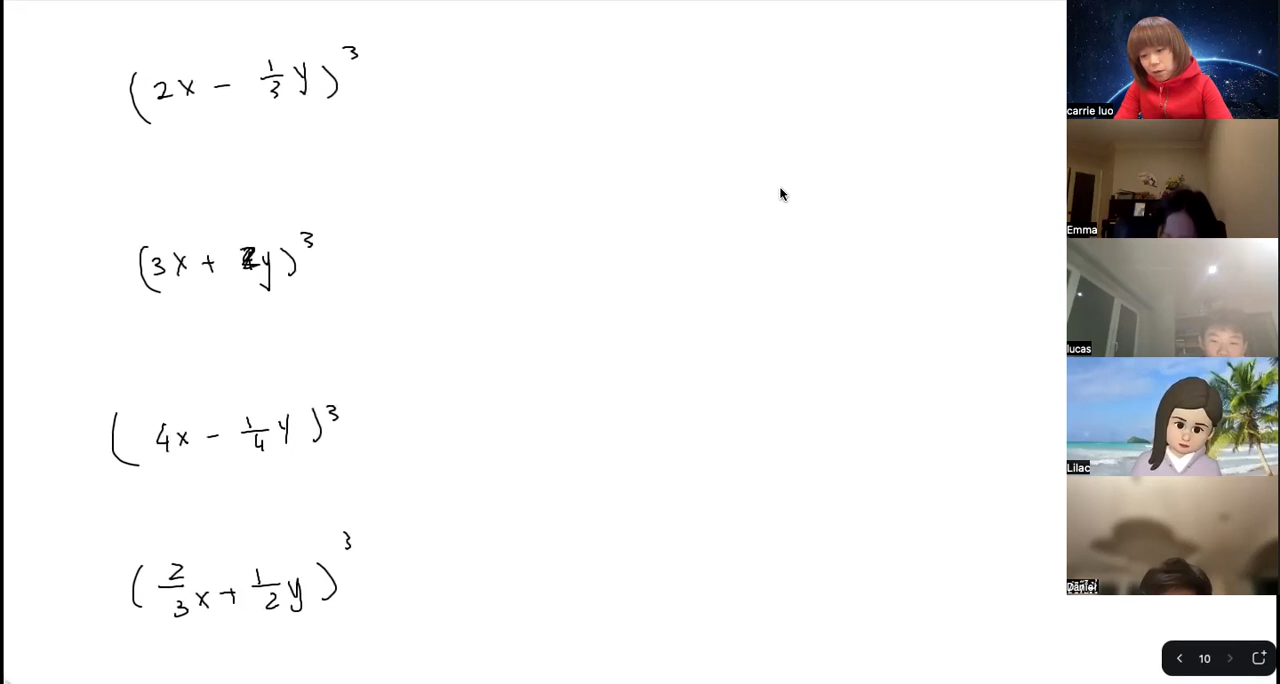 (2x - 1/3 y)^3
(3x + 2y)^3
(4x - 1/4 y)^3
(2/3 x + 1/2 y)^3
carrie luo
Emma
lucas
Lilac
Daniel
10